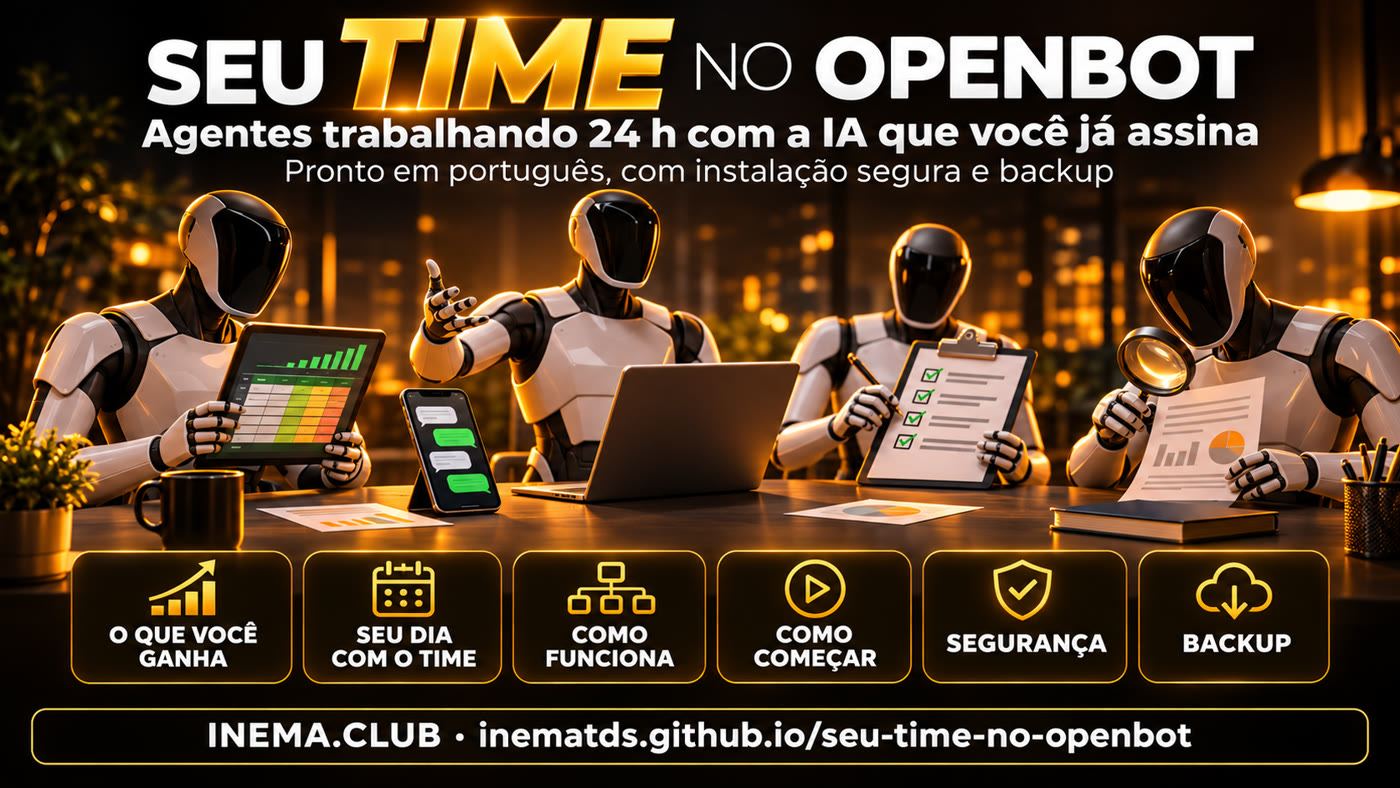 SEU TIME NO OPENBOT
Agentes trabalhando 24 h com a IA que você já assina
Pronto em português, com instalação segura e backup
O QUE VOCÊ
GANHA
SEU DIA
COM O TIME
COMO
FUNCIONA
COMO
COMEÇAR
SEGURANÇA
BACKUP
INEMA.CLUB · inematds.github.io/seu-time-no-openbot